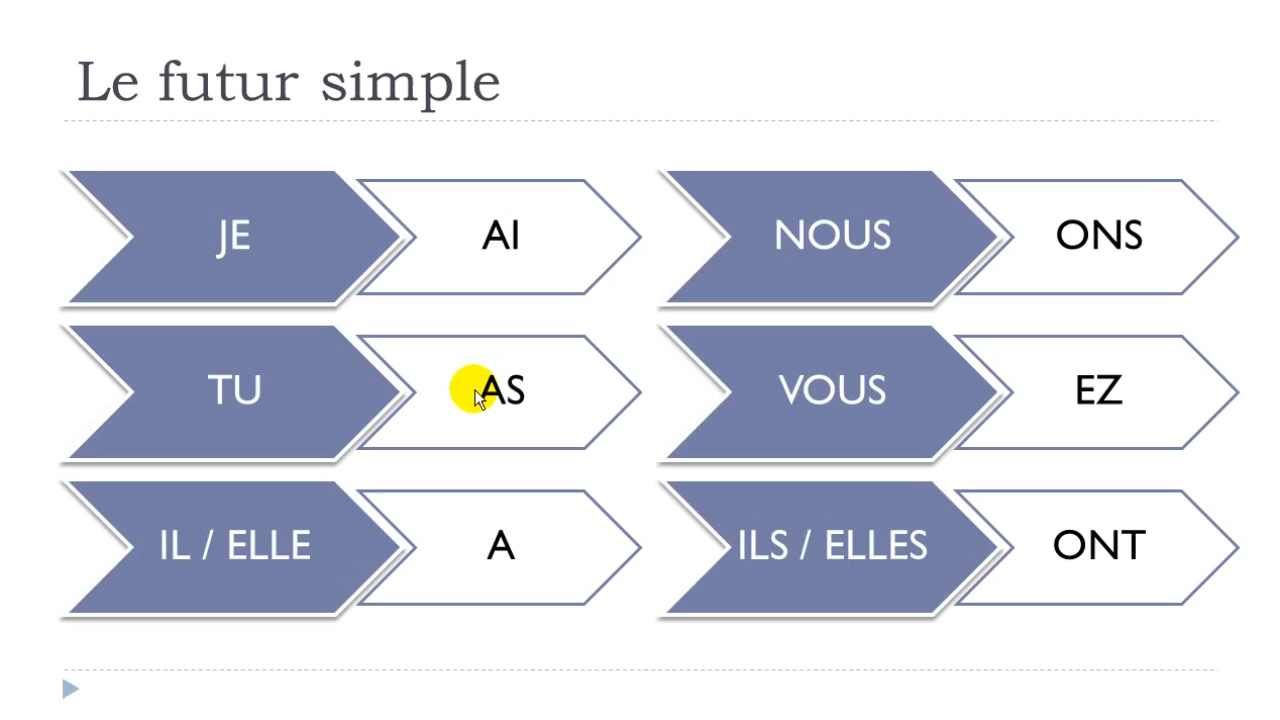 Le futur simple
JE AI
NOUS ONS
TU AS
VOUS EZ
IL / ELLE A
ILS / ELLES ONT